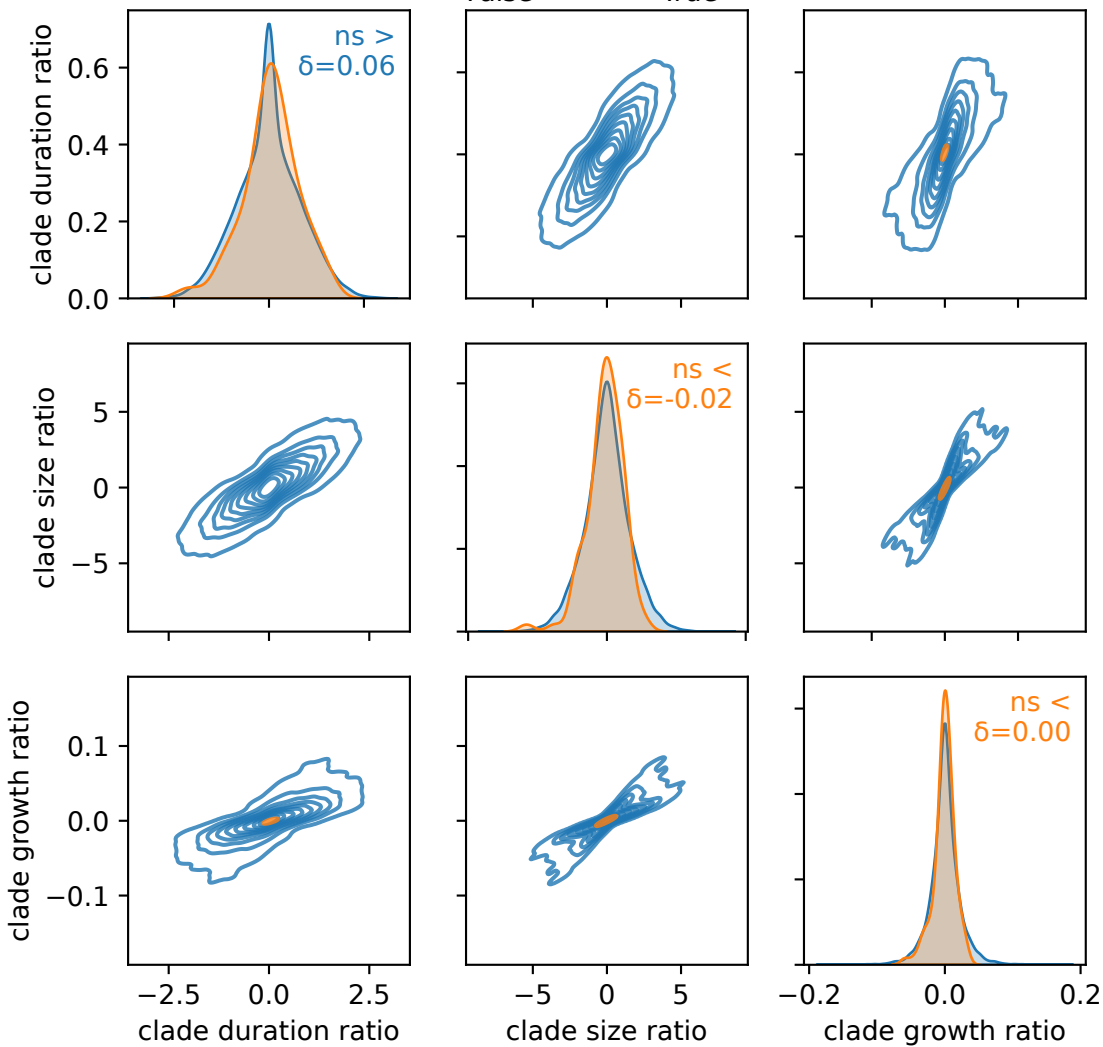 clade duration ratio
0.6
0.4
0.2
0.0
ns >
δ=0.06
clade size ratio
5
0
−5
ns <
δ=-0.02
clade growth ratio
0.1
0.0
−0.1
ns <
δ=0.00
−2.5 0.0 2.5
−5 0 5
−0.2 0.0 0.2
clade duration ratio
clade size ratio
clade growth ratio